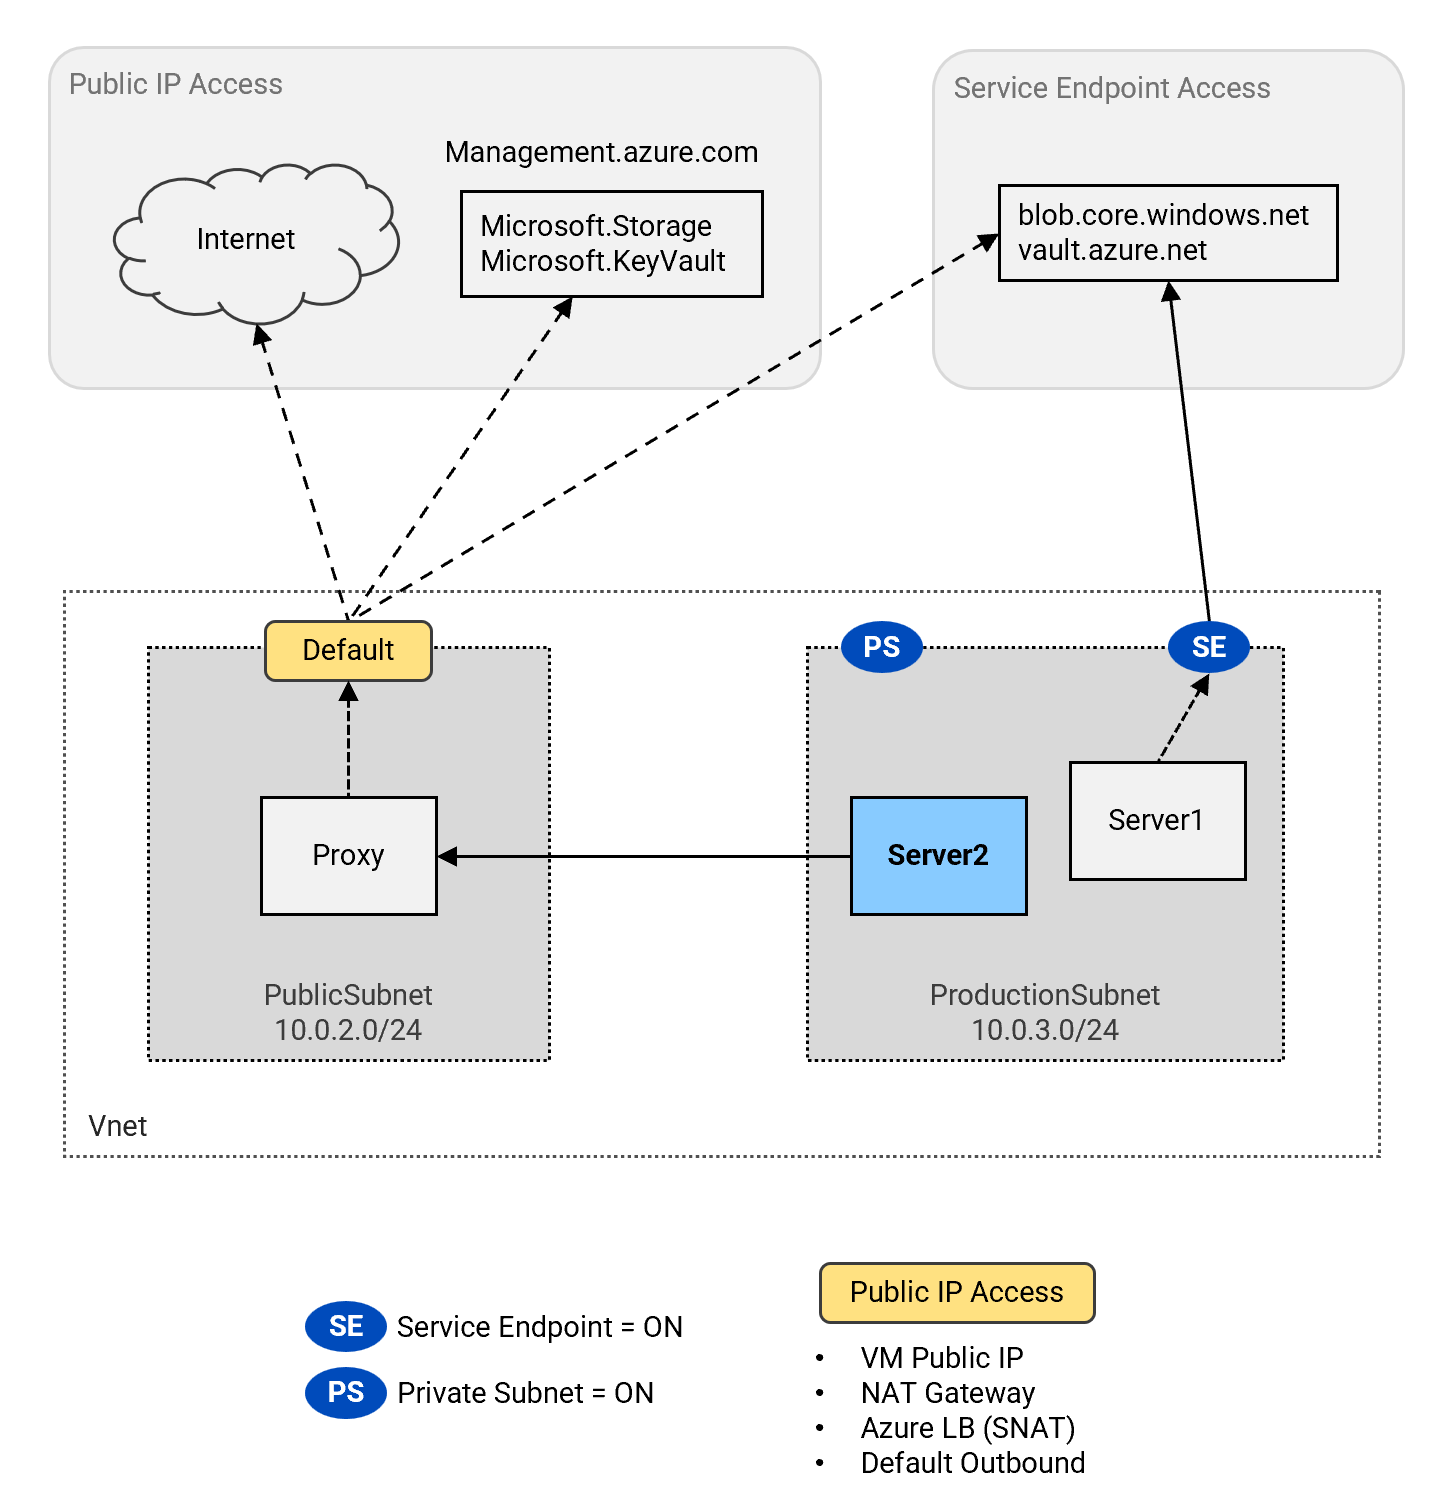 Public IP Access
Service Endpoint Access
Management.azure.com
Internet
Microsoft.Storage
Microsoft.KeyVault
blob.core.windows.net
vault.azure.net
Default
PS
SE
Proxy
Server2
Server1
PublicSubnet
10.0.2.0/24
ProductionSubnet
10.0.3.0/24
Vnet
SE Service Endpoint = ON
PS Private Subnet = ON
Public IP Access
• VM Public IP
• NAT Gateway
• Azure LB (SNAT)
• Default Outbound